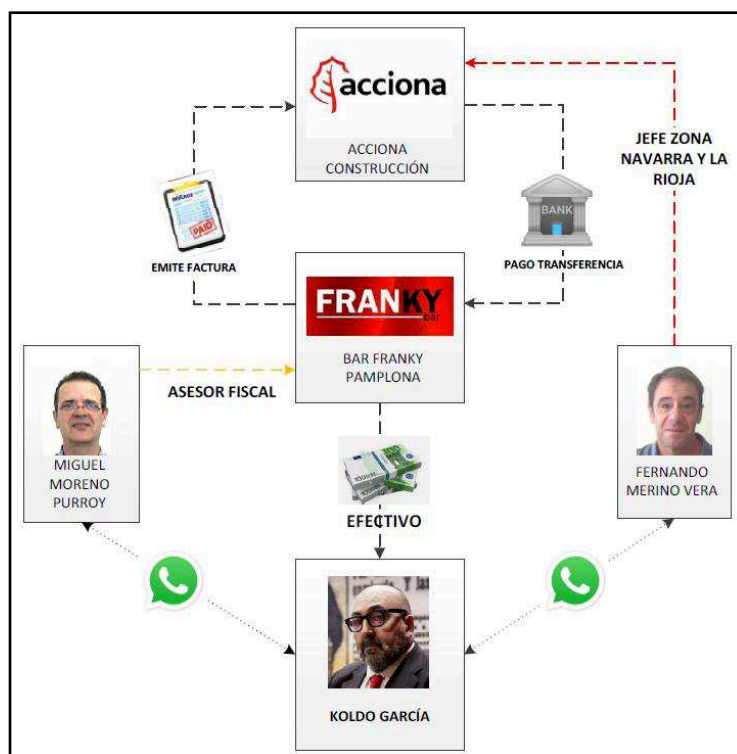 acciona
ACCIONA
CONSTRUCCIÓN
JEFE ZONA
NAVARRA Y LA
RIOJA
PAID
BANK
EMITE FACTURA
PAGO TRANSFERENCIA
FRANKY
bar
BAR FRANKY
PAMPLONA
ASESOR FISCAL
MIGUEL
MORENO
PURROY
FERNANDO
MERINO VERA
100
EFECTIVO
KOLDO GARCÍA